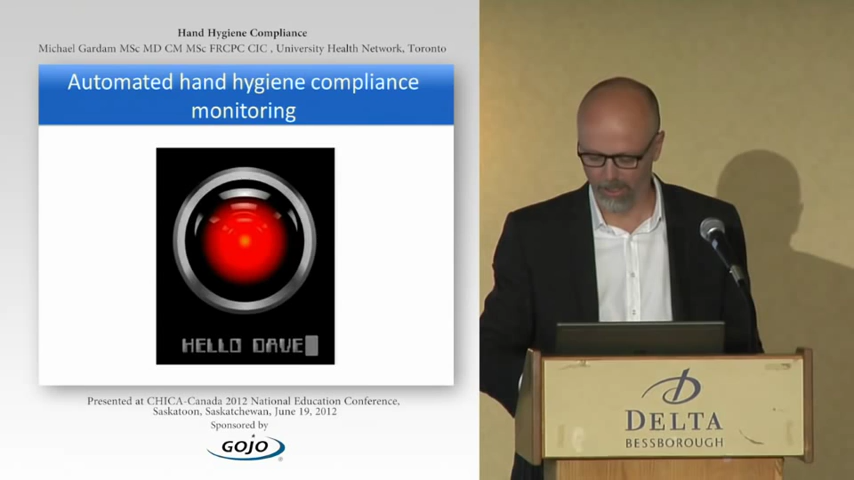 Hand Hygiene Compliance
Michael Gardam MSc MD CM MSc FRCPC CIC , University Health Network, Toronto
Automated hand hygiene compliance
monitoring
HELLO DAVE
Presented at CHICA-Canada 2012 National Education Conference,
Saskatoon, Saskatchewan, June 19, 2012
Sponsored by
GOJO
DELTA
BESSBOROUGH